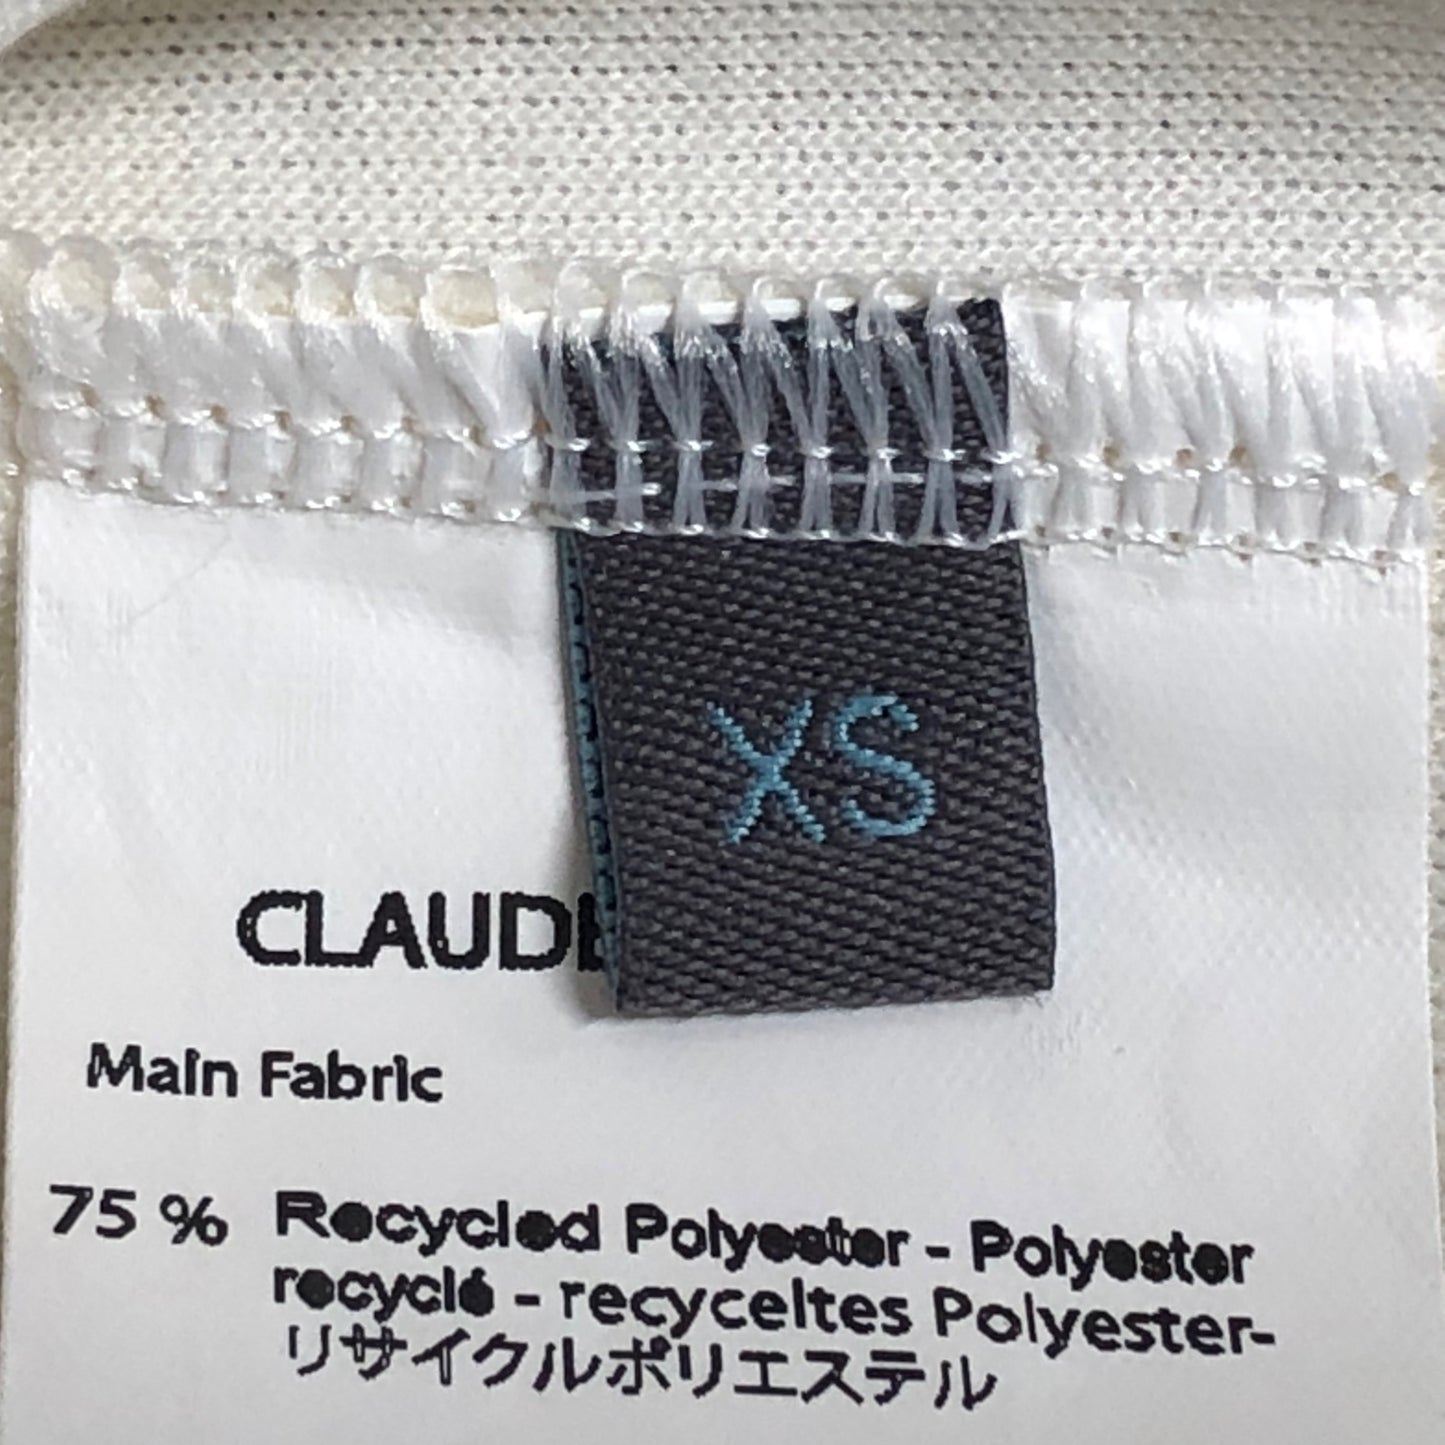 XS
Main Fabric
75 % Recycled Polyester - Polyester
recyclé - recyceltes Polyester-
リサイクルポリエステル